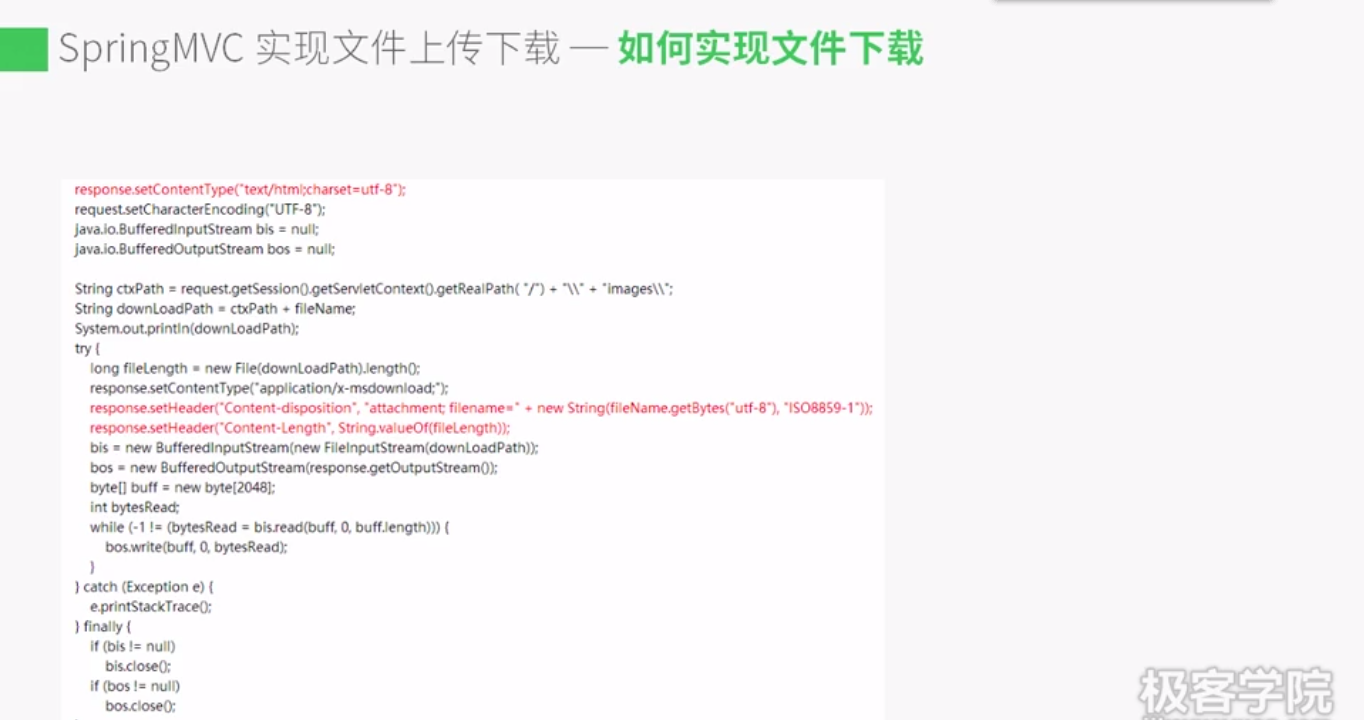 SpringMVC 实现文件上传下载 — 如何实现文件下载
response.setContentType("text/html;charset=utf-8");
request.setCharacterEncoding("UTF-8");
java.io.BufferedInputStream bis = null;
java.io.BufferedOutputStream bos = null;
String ctxPath = request.getSession().getServletContext().getRealPath( "/") + "\\" + "images\\";
String downLoadPath = ctxPath + fileName;
System.out.println(downLoadPath);
try {
long fileLength = new File(downLoadPath).length();
response.setContentType("application/x-msdownload;");
response.setHeader("Content-disposition", "attachment; filename=" + new String(fileName.getBytes("utf-8"), "ISO8859-1"));
response.setHeader("Content-Length", String.valueOf(fileLength));
bis = new BufferedInputStream(new FileInputStream(downLoadPath));
bos = new BufferedOutputStream(response.getOutputStream());
byte[] buff = new byte[2048];
int bytesRead;
while (-1 != (bytesRead = bis.read(buff, 0, buff.length))) {
bos.write(buff, 0, bytesRead);
}
} catch (Exception e) {
e.printStackTrace();
} finally {
if (bis != null)
bis.close();
if (bos != null)
bos.close();
极客学院